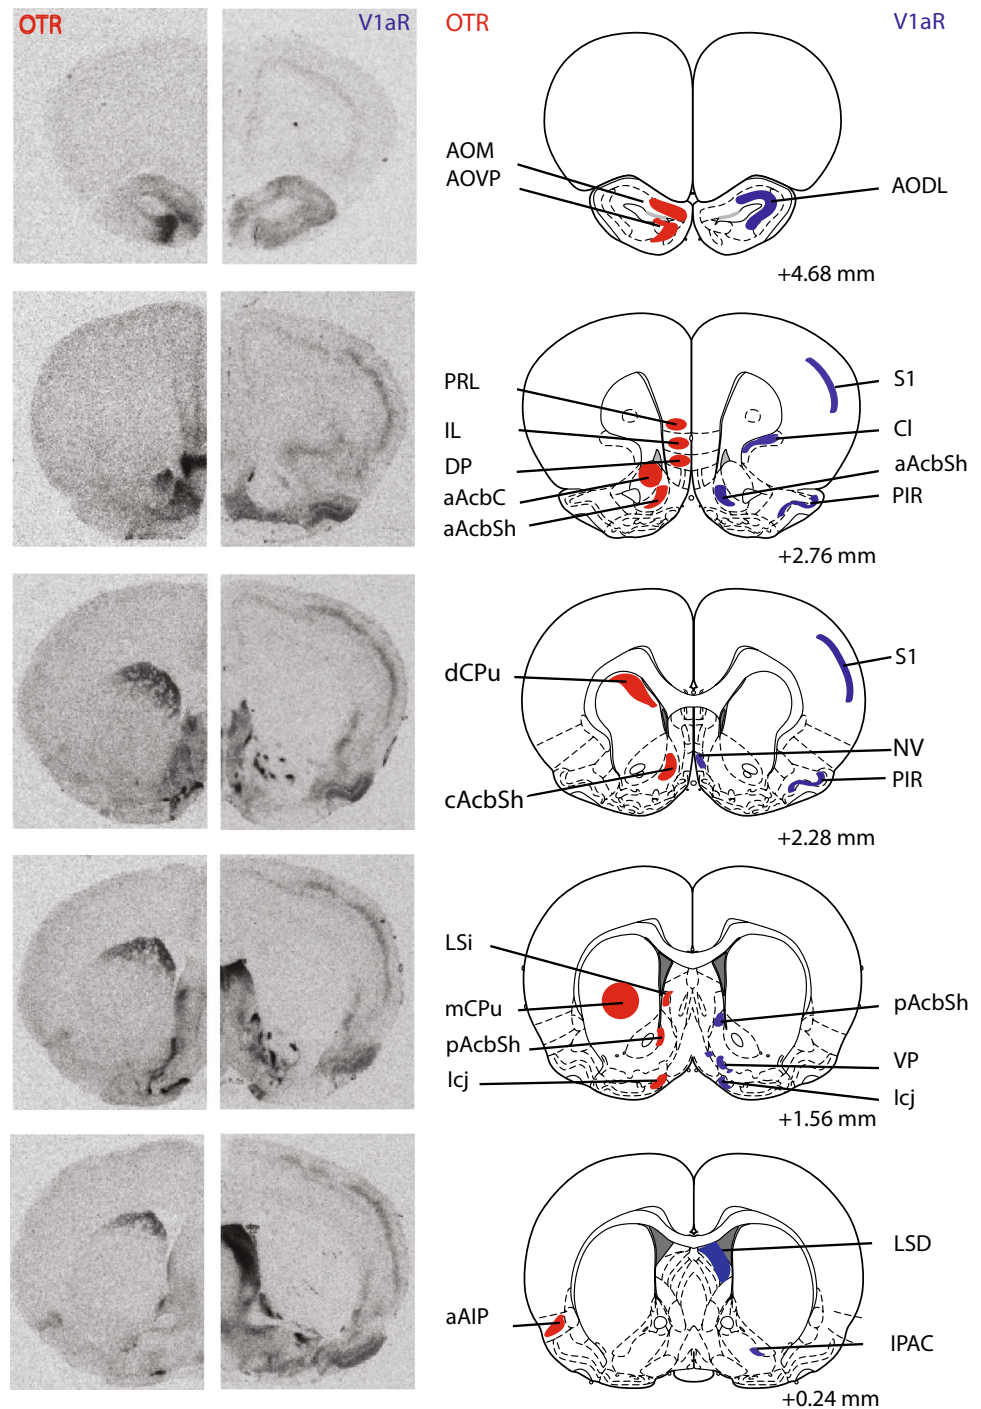 OTR V1aR OTR V1aR
AOM
AOVP
AODL
+4.68 mm
PRL
S1
IL
Cl
DP
aAcbSh
aAcbC
PIR
aAcbSh
+2.76 mm
dCPu
S1
NV
PIR
cAcbSh
+2.28 mm
LSi
mCPu
pAcbSh
pAcbSh
VP
Icj
Icj
+1.56 mm
LSD
aAIP
IPAC
+0.24 mm